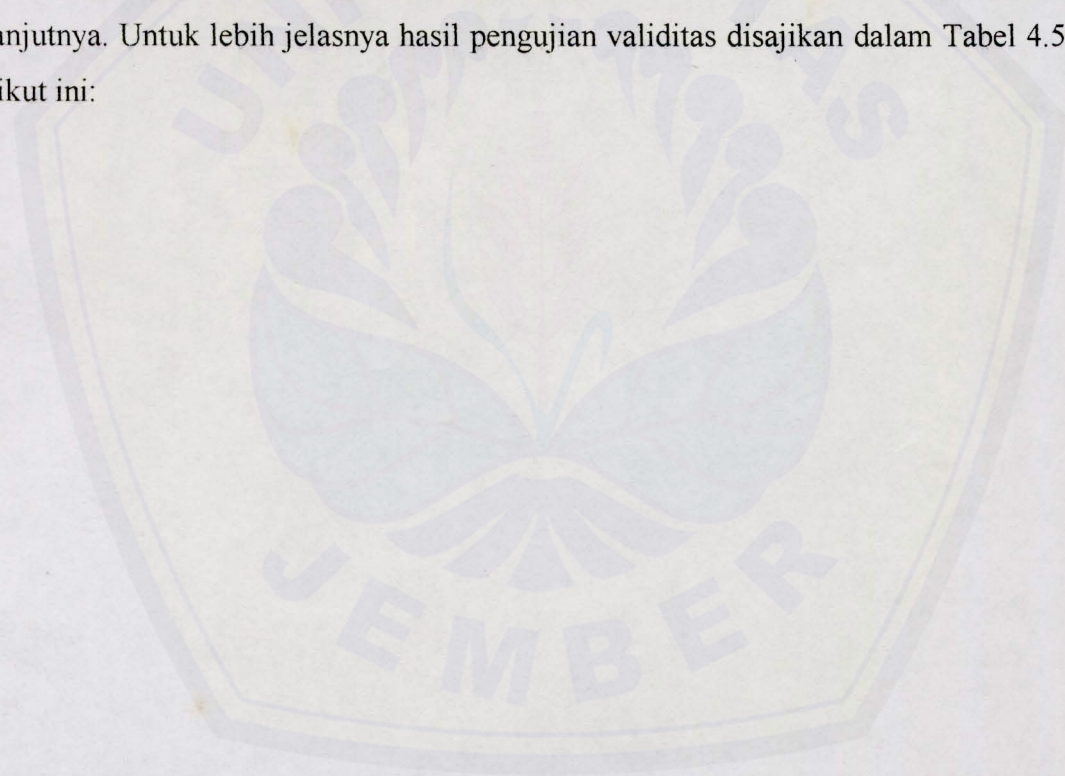 anjutnya. Untuk lebih jelasnya hasil pengujian validitas disajikan dalam Tabel 4.5
ikut ini:
JEMBER